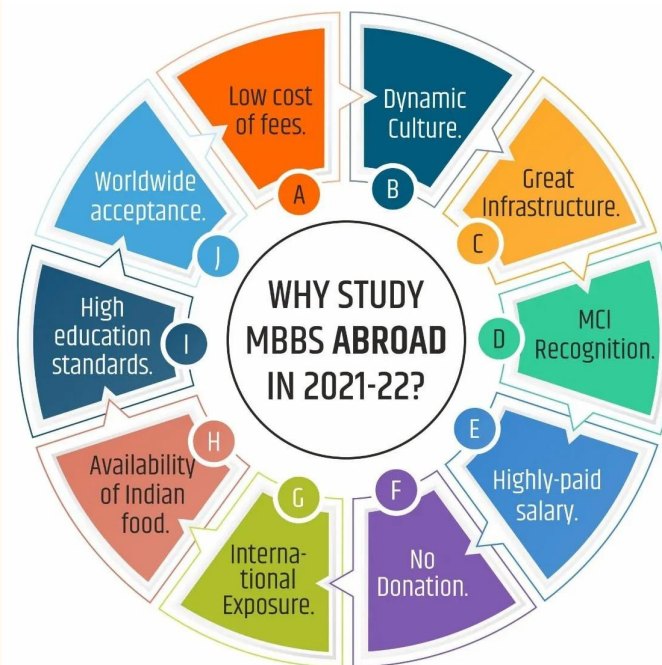 WHY STUDY
MBBS ABROAD
IN 2021-22?
A
Low cost
of fees.
B
Dynamic
Culture.
C
Great
Infrastructure.
D
MCI
Recognition.
E
Highly-paid
salary.
F
No
Donation.
G
Interna-
tional
Exposure.
H
Availability
of Indian
food.
I
High
education
standards.
J
Worldwide
acceptance.